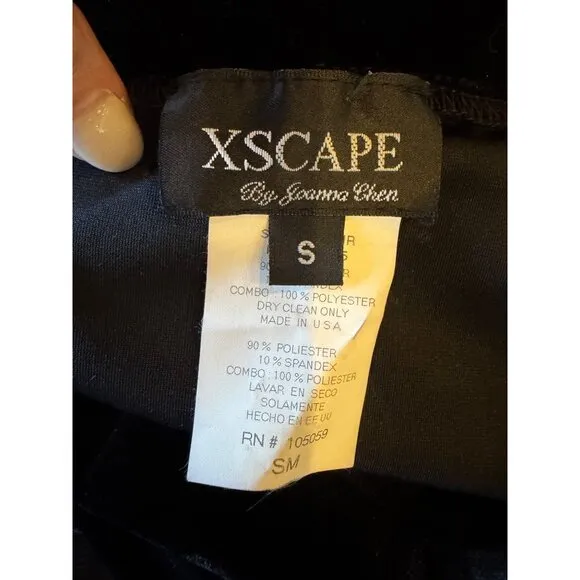 XSCAPE
By Joanna Chen
S
COMBO : 100% POLYESTER
DRY CLEAN ONLY
MADE IN U S A
90% POLIESTER
10% SPANDEX
COMBO: 100% POLIESTER
LAVAR EN SECO
SOLAMENTE
HECHO EN EE UU
RN # 105059
SM